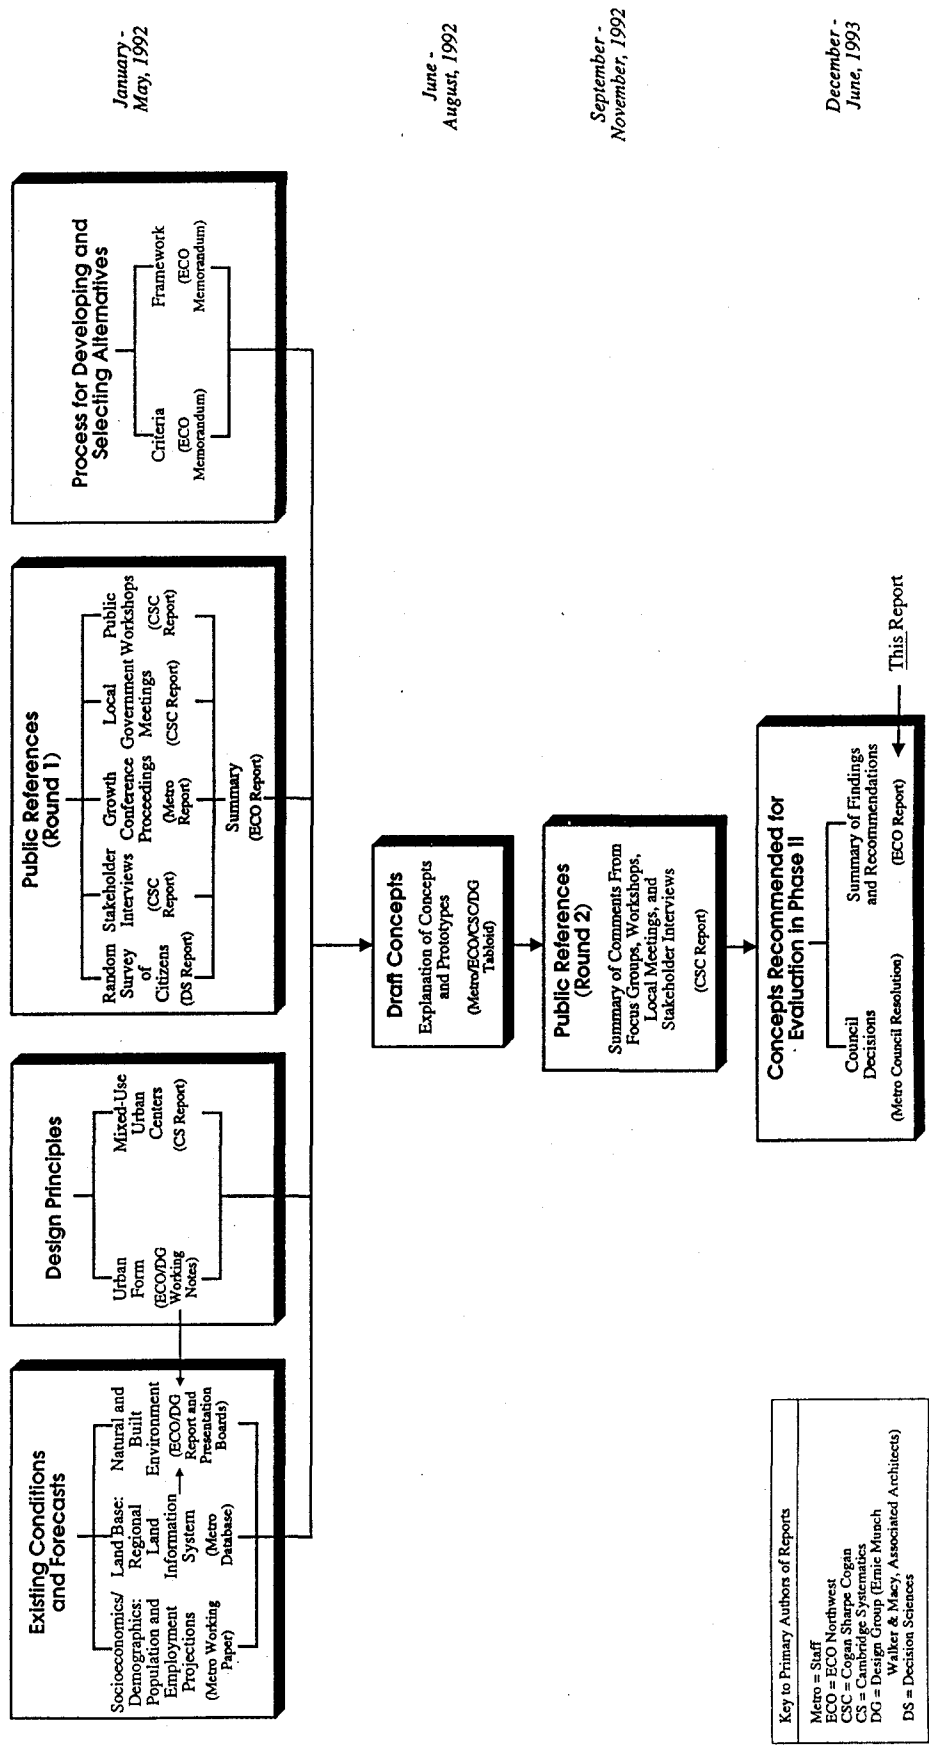 Existing Conditions
and Forecasts
Socioeconomics/
Demographics:
Population and
Employment
Projections
(Metro Working
Paper)
Land Base:
Regional
Land
Information
System
(Metro
Database)
Natural and
Built
Environment
(ECO/DG
Report and
Presentation
Boards)
Design Principles
Urban
Form
(ECO/DG
Working
Notes)
Mixed-Use
Urban
Centers
(CS Report)
Public References
(Round 1)
Random
Survey
of
Citizens
(DS Report)
Stakeholder
Interviews
(CSC
Report)
Growth
Conference
Proceedings
(Metro
Report)
Local
Government
Meetings
(CSC Report)
Public
Workshops
(CSC
Report)
Summary
(ECO Report)
Process for Developing and
Selecting Alternatives
Criteria
(ECO
Memorandum)
Framework
(ECO
Memorandum)
January -
May, 1992
Draft Concepts
Explanation of Concepts
and Prototypes
(Metro/ECO/CSC/DG
Tabloid)
June -
August, 1992
Public References
(Round 2)
Summary of Comments From
Focus Groups, Workshops,
Local Meetings, and
Stakeholder Interviews
(CSC Report)
September -
November, 1992
Concepts Recommended for
Evaluation in Phase II
Council
Decisions
(Metro Council Resolution)
Summary of Findings
and Recommendations
(ECO Report)
This Report
December -
June, 1993
Key to Primary Authors of Reports
Metro = Staff
ECO = ECO Northwest
CSC = Cogan Sharpe Cogan
CS = Cambridge Systematics
DG = Design Group (Ernie Munch
Walker & Macy, Associated Architects)
DS = Decision Sciences